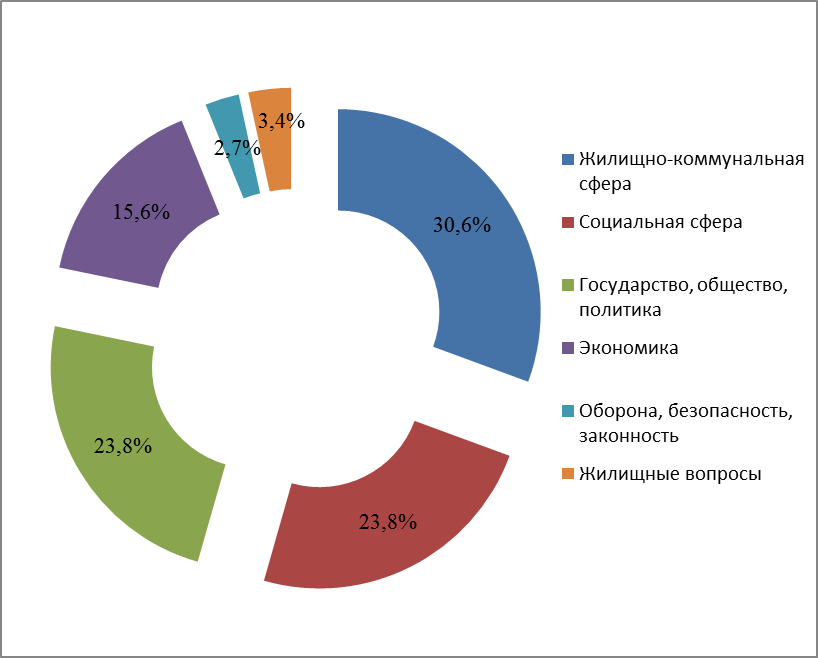 3,4%
2,7%
15,6%
30,6%
23,8%
23,8%
Жилищно-коммунальная
сфера
Социальная сфера
Государство, общество,
политика
Экономика
Оборона, безопасность,
законность
Жилищные вопросы